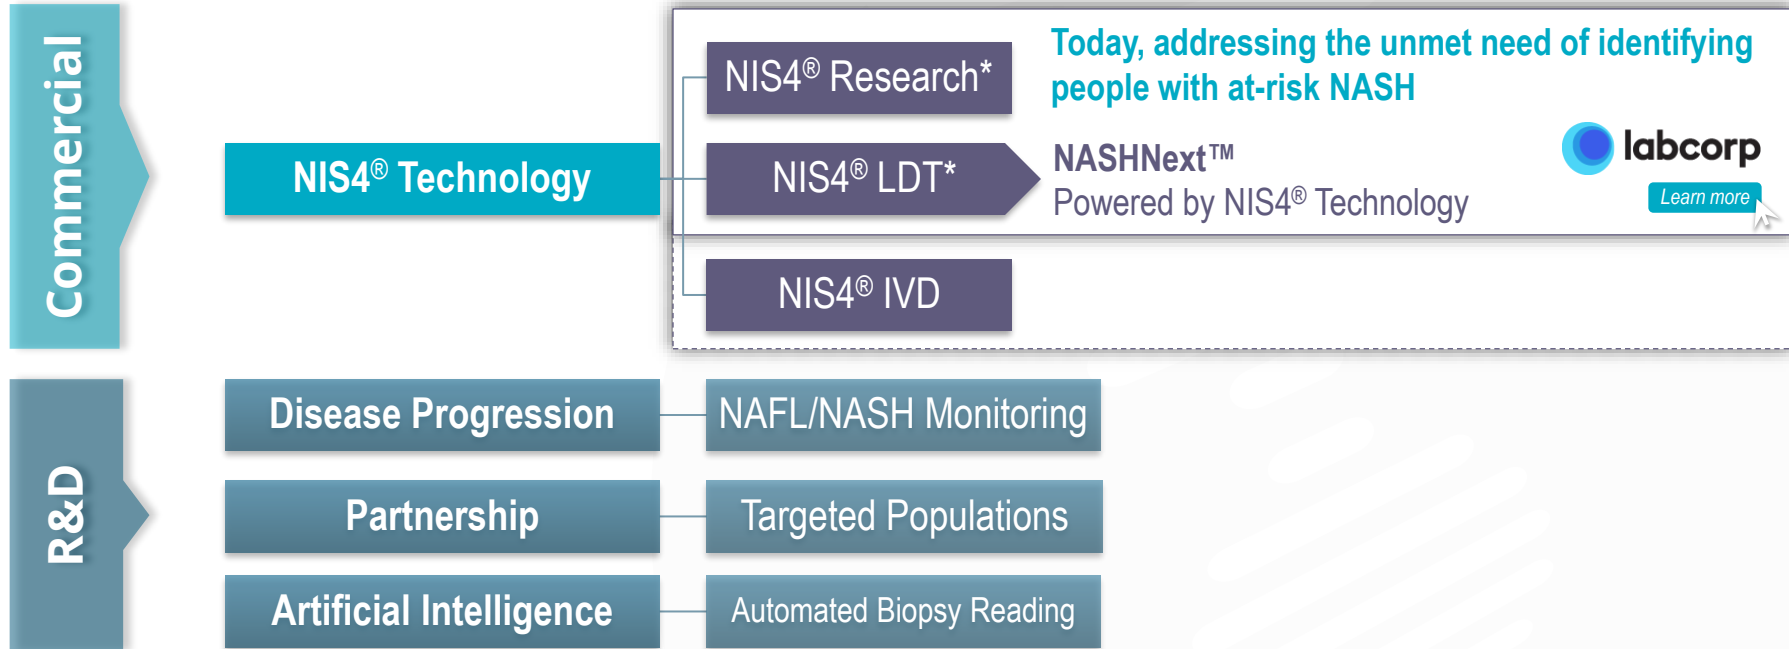 Commercial
NIS4® Technology
NIS4® Research*
NIS4® LDT*
NIS4® IVD
Today, addressing the unmet need of identifying
people with at-risk NASH
NASHNext™
Powered by NIS4® Technology
labcorp
Learn more
R&D
Disease Progression
NAFL/NASH Monitoring
Partnership
Targeted Populations
Artificial Intelligence
Automated Biopsy Reading